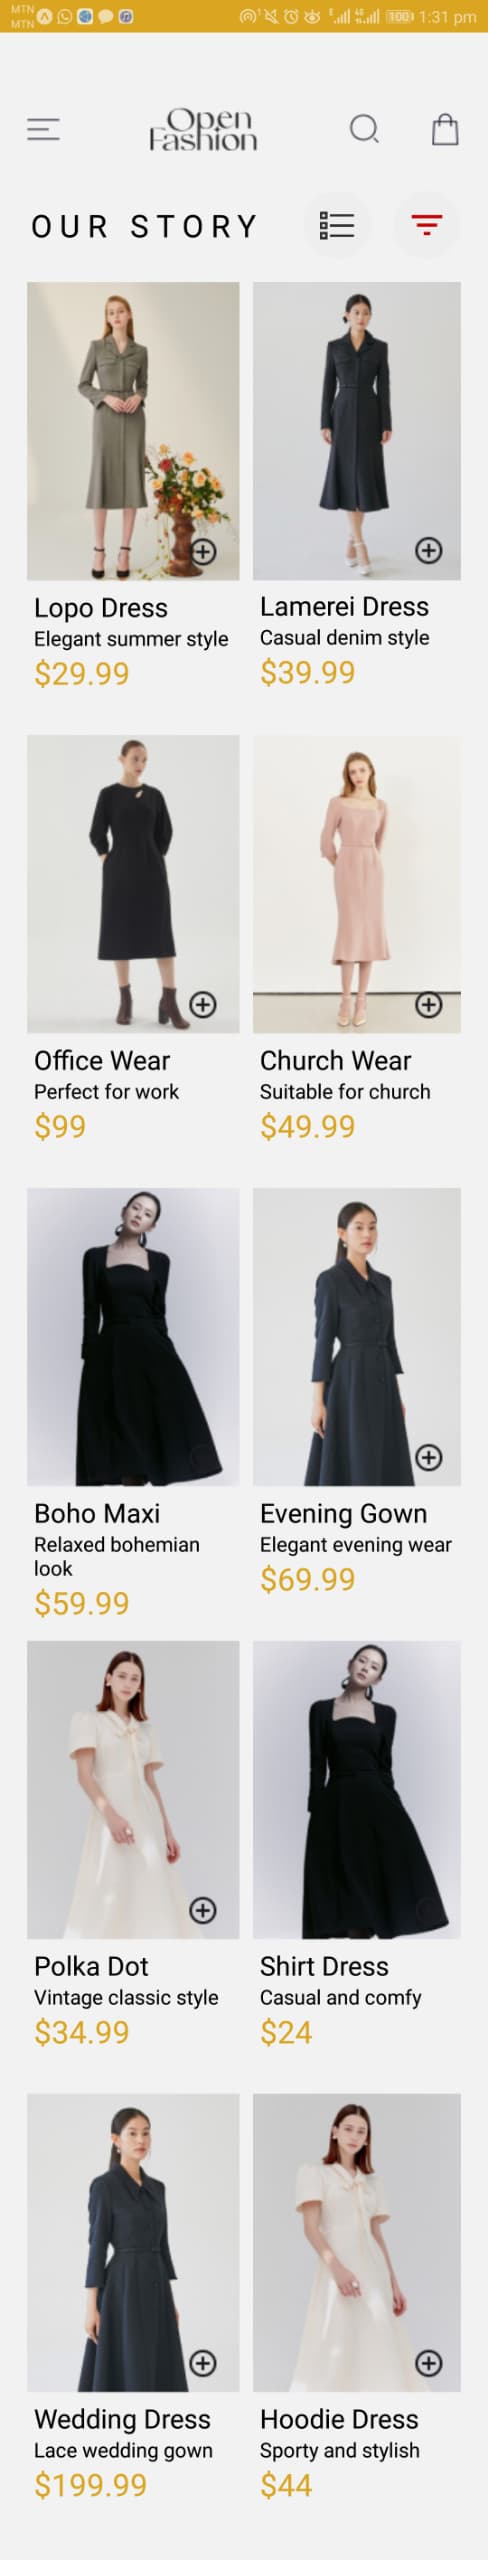 MTN
MTN
100
1:31 pm
Open
Fashion
OUR STORY
Lopo Dress
Elegant summer style
$29.99
Lamerei Dress
Casual denim style
$39.99
Office Wear
Perfect for work
$99
Church Wear
Suitable for church
$49.99
Boho Maxi
Relaxed bohemian
look
$59.99
Evening Gown
Elegant evening wear
$69.99
Polka Dot
Vintage classic style
$34.99
Shirt Dress
Casual and comfy
$24
Wedding Dress
Lace wedding gown
$199.99
Hoodie Dress
Sporty and stylish
$44